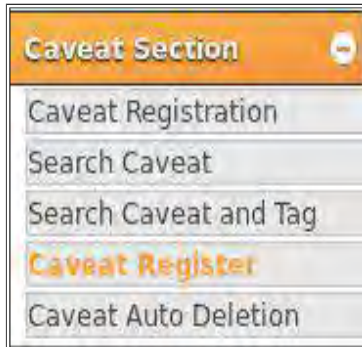 Caveat Section
Caveat Registration
Search Caveat
Search Caveat and Tag
Caveat Register
Caveat Auto Deletion